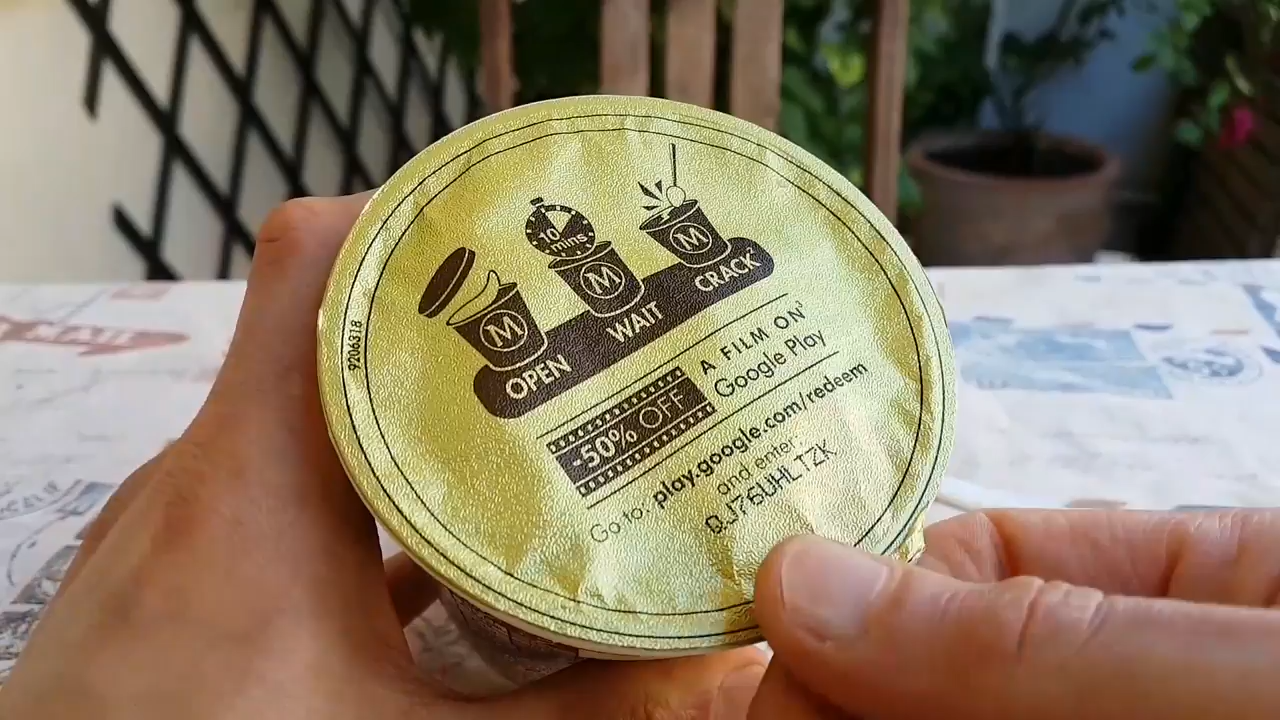 10
mins
M
M
M
OPEN
WAIT
CRACK
-50% OFF
A FILM ON
Google Play
Go to: play.google.com/redeem
and enter:
QJ76UHLTZK
9206318